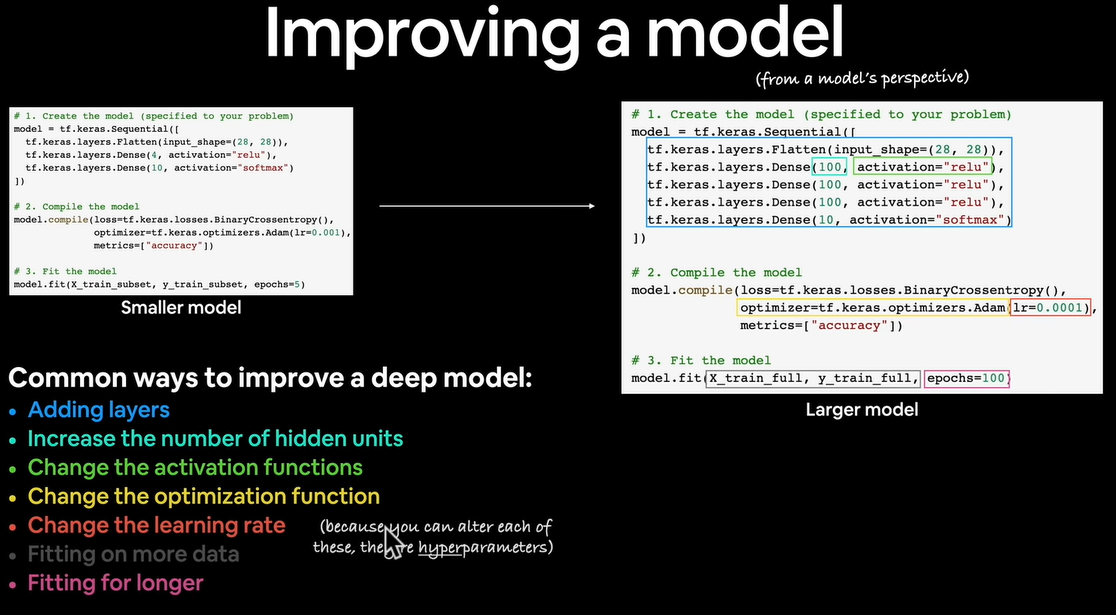 Improving a model
(from a model's perspective)
# 1. Create the model (specified to your problem)
model = tf.keras.Sequential([
  tf.keras.layers.Flatten(input_shape=(28, 28)),
  tf.keras.layers.Dense(4, activation="relu"),
  tf.keras.layers.Dense(10, activation="softmax")
])
# 2. Compile the model
model.compile(loss=tf.keras.losses.BinaryCrossentropy(),
              optimizer=tf.keras.optimizers.Adam(lr=0.001),
              metrics=["accuracy"])
# 3. Fit the model
model.fit(X_train_subset, y_train_subset, epochs=5)
Smaller model
# 1. Create the model (specified to your problem)
model = tf.keras.Sequential([
  tf.keras.layers.Flatten(input_shape=(28, 28)),
  tf.keras.layers.Dense(100, activation="relu"),
  tf.keras.layers.Dense(100, activation="relu"),
  tf.keras.layers.Dense(100, activation="relu"),
  tf.keras.layers.Dense(10, activation="softmax")
])
# 2. Compile the model
model.compile(loss=tf.keras.losses.BinaryCrossentropy(),
              optimizer=tf.keras.optimizers.Adam(lr=0.0001),
              metrics=["accuracy"])
# 3. Fit the model
model.fit(X_train_full, y_train_full, epochs=100)
Larger model
Common ways to improve a deep model:
• Adding layers
• Increase the number of hidden units
• Change the activation functions
• Change the optimization function
• Change the learning rate
• Fitting on more data
• Fitting for longer
(because you can alter each of
these, they're hyperparameters)